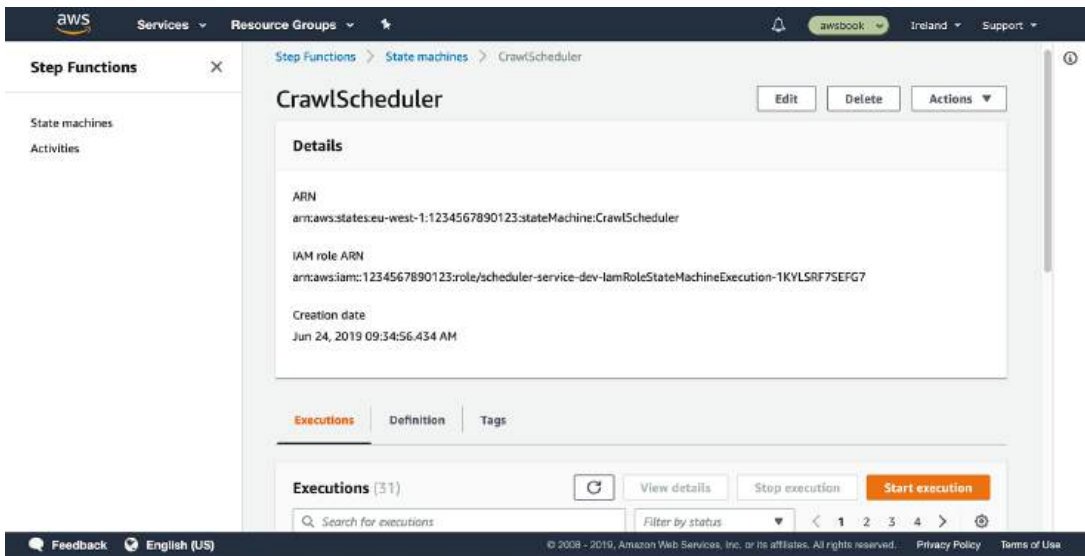 aws Services Resource Groups awsbook Ireland Support
Step Functions
State machines
Activities
Step Functions > State machines > CrawlScheduler
CrawlScheduler
Edit Delete Actions
Details
ARN
arn:aws:states:eu-west-1:1234567890123:stateMachine:CrawlScheduler
IAM role ARN
arn:aws:iam::1234567890123:role/scheduler-service-dev-IamRoleStateMachineExecution-1KYLSRF7SEFG7
Creation date
Jun 24, 2019 09:34:56.434 AM
Executions Definition Tags
Executions (31) View details Stop execution Start execution
Search for executions Filter by status < 1 2 3 4 >
Feedback English (US) © 2008 - 2019, Amazon Web Services, Inc. or its affiliates. All rights reserved. Privacy Policy Terms of Use